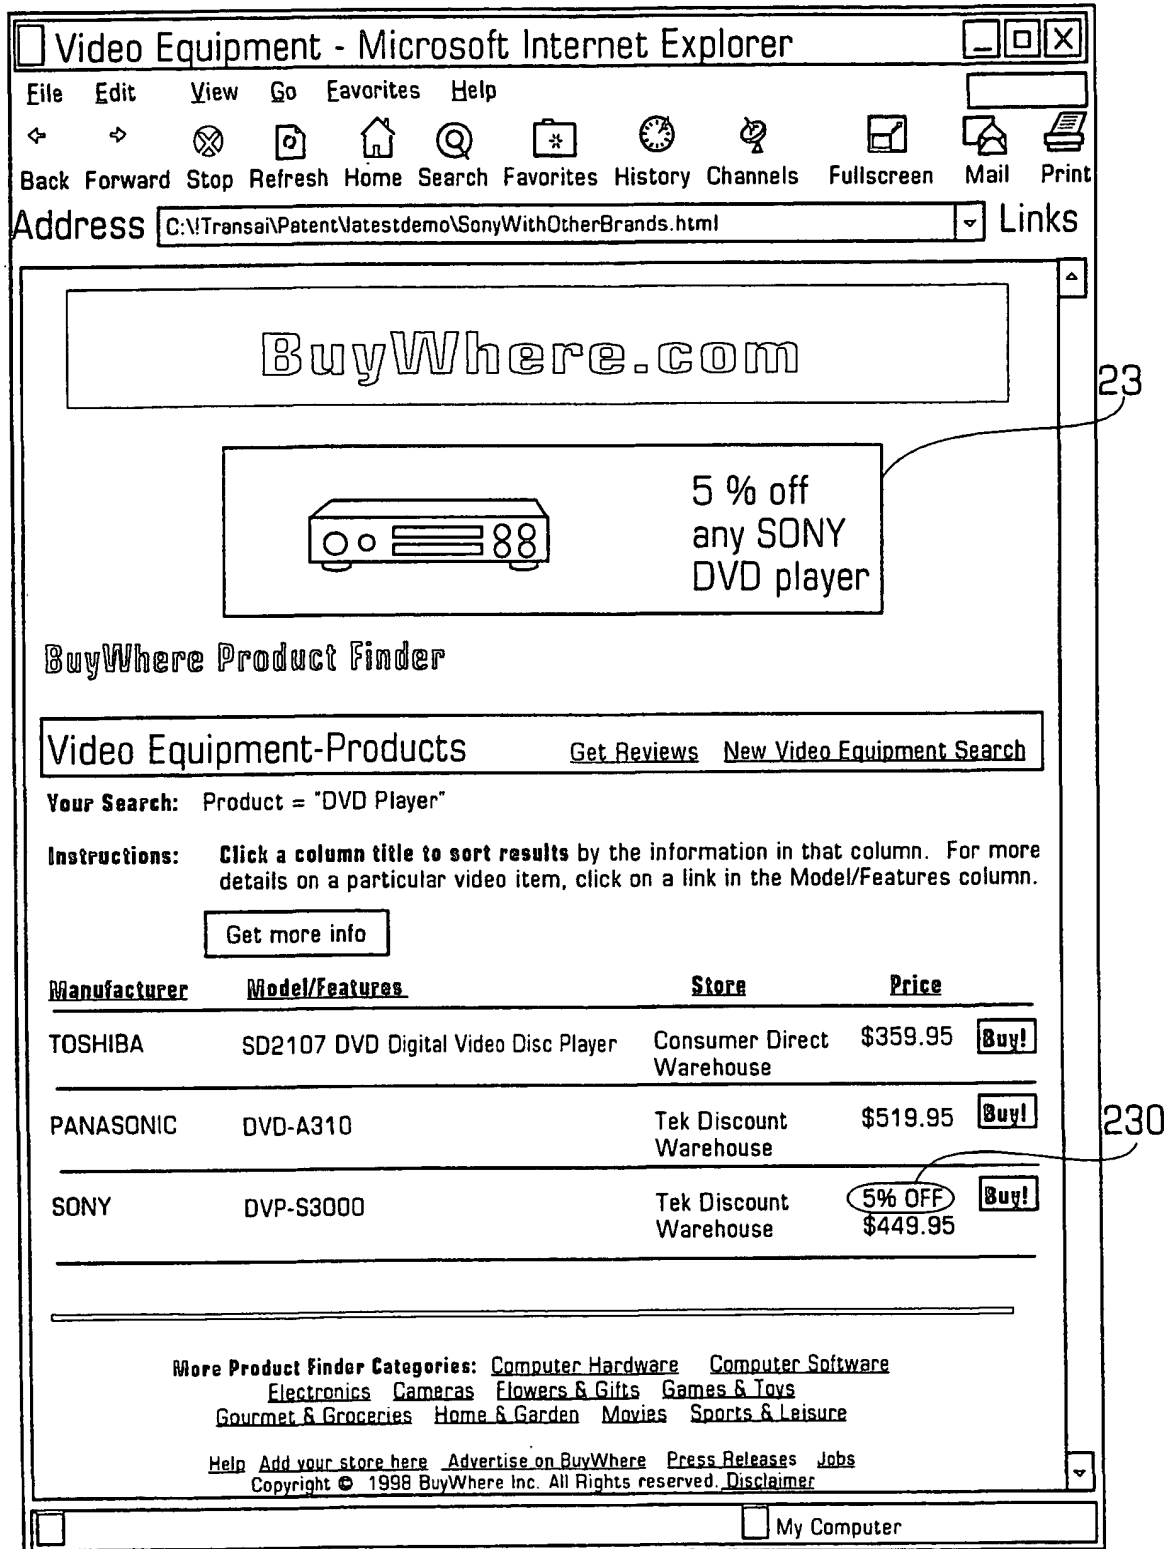 Video Equipment - Microsoft Internet Explorer
File Edit View Go Favorites Help
Back Forward Stop Refresh Home Search Favorites History Channels Fullscreen Mail Print
Address C:\!Transai\Patent\latestdemo\SonyWithOtherBrands.html Links
BuyWhere.com
23
5 % off
any SONY
DVD player
BuyWhere Product Finder
Video Equipment-Products Get Reviews New Video Equipment Search
Your Search: Product = "DVD Player"
Instructions: Click a column title to sort results by the information in that column. For more
details on a particular video item, click on a link in the Model/Features column.
Get more info
Manufacturer Model/Features Store Price
TOSHIBA SD2107 DVD Digital Video Disc Player Consumer Direct $359.95 Buy!
Warehouse
PANASONIC DVD-A310 Tek Discount $519.95 Buy!
Warehouse
230
SONY DVP-S3000 Tek Discount 5% OFF Buy!
Warehouse $449.95
More Product Finder Categories: Computer Hardware Computer Software
Electronics Cameras Flowers & Gifts Games & Toys
Gourmet & Groceries Home & Garden Movies Sports & Leisure
Help Add your store here Advertise on BuyWhere Press Releases Jobs
Copyright © 1998 BuyWhere Inc. All Rights reserved. Disclaimer
My Computer